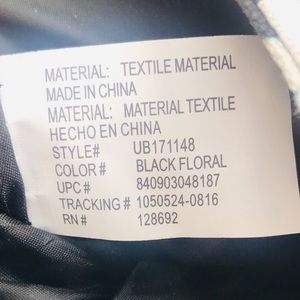 MATERIAL: TEXTILE MATERIAL
MADE IN CHINA
MATERIAL: MATERIAL TEXTILE
HECHO EN CHINA
STYLE# UB171148
COLOR# BLACK FLORAL
UPC# 840903048187
TRACKING # 1050524-0816
RN# 128692